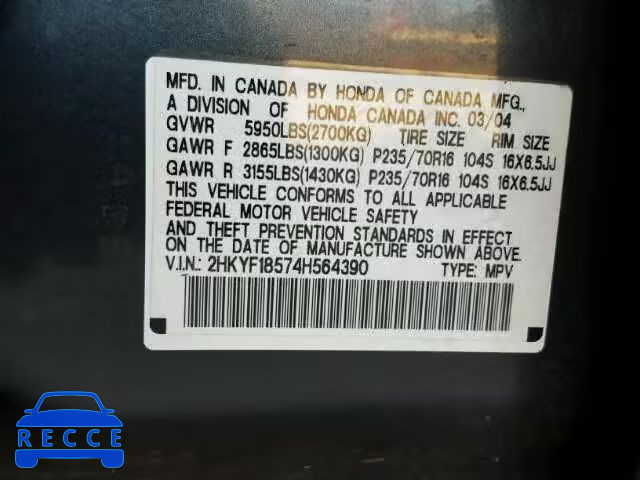 MFD. IN CANADA BY HONDA OF CANADA MFG.,
A DIVISION OF HONDA CANADA INC. 03/04
GVWR 5950LBS(2700KG) TIRE SIZE RIM SIZE
GAWR F 2865LBS(1300KG) P235/70R16 104S 16X6.5JJ
GAWR R 3155LBS(1430KG) P235/70R16 104S 16X6.5JJ
THIS VEHICLE CONFORMS TO ALL APPLICABLE
FEDERAL MOTOR VEHICLE SAFETY
AND THEFT PREVENTION STANDARDS IN EFFECT
ON THE DATE OF MANUFACTURE SHOWN ABOVE.
V.I.N.: 2HKYF18574H564390 TYPE: MPV